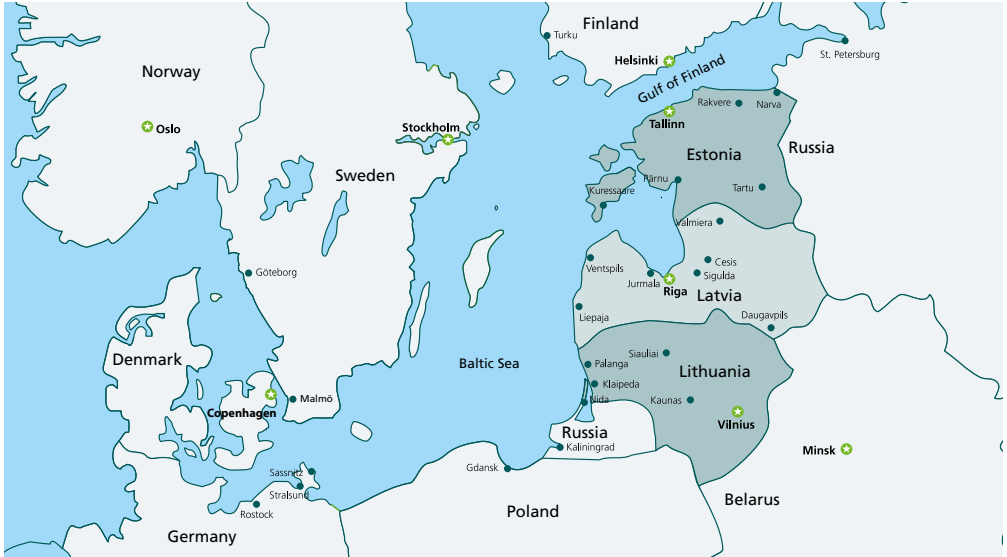 Finland
Turku
Helsinki
St. Petersburg
Gulf of Finland
Norway
Oslo
Stockholm
Rakvere
Narva
Tallinn
Estonia
Russia
Sweden
Pärnu
Kuressaare
Tartu
Valmiera
Göteborg
Ventspils
Cesis
Sigulda
Jurmala
Riga
Latvia
Liepaja
Daugavpils
Denmark
Baltic Sea
Siauliai
Palanga
Lithuania
Klaipeda
Malmö
Nida
Kaunas
Copenhagen
Vilnius
Russia
Kaliningrad
Minsk
Gdansk
Sassnitz
Stralsund
Rostock
Belarus
Poland
Germany